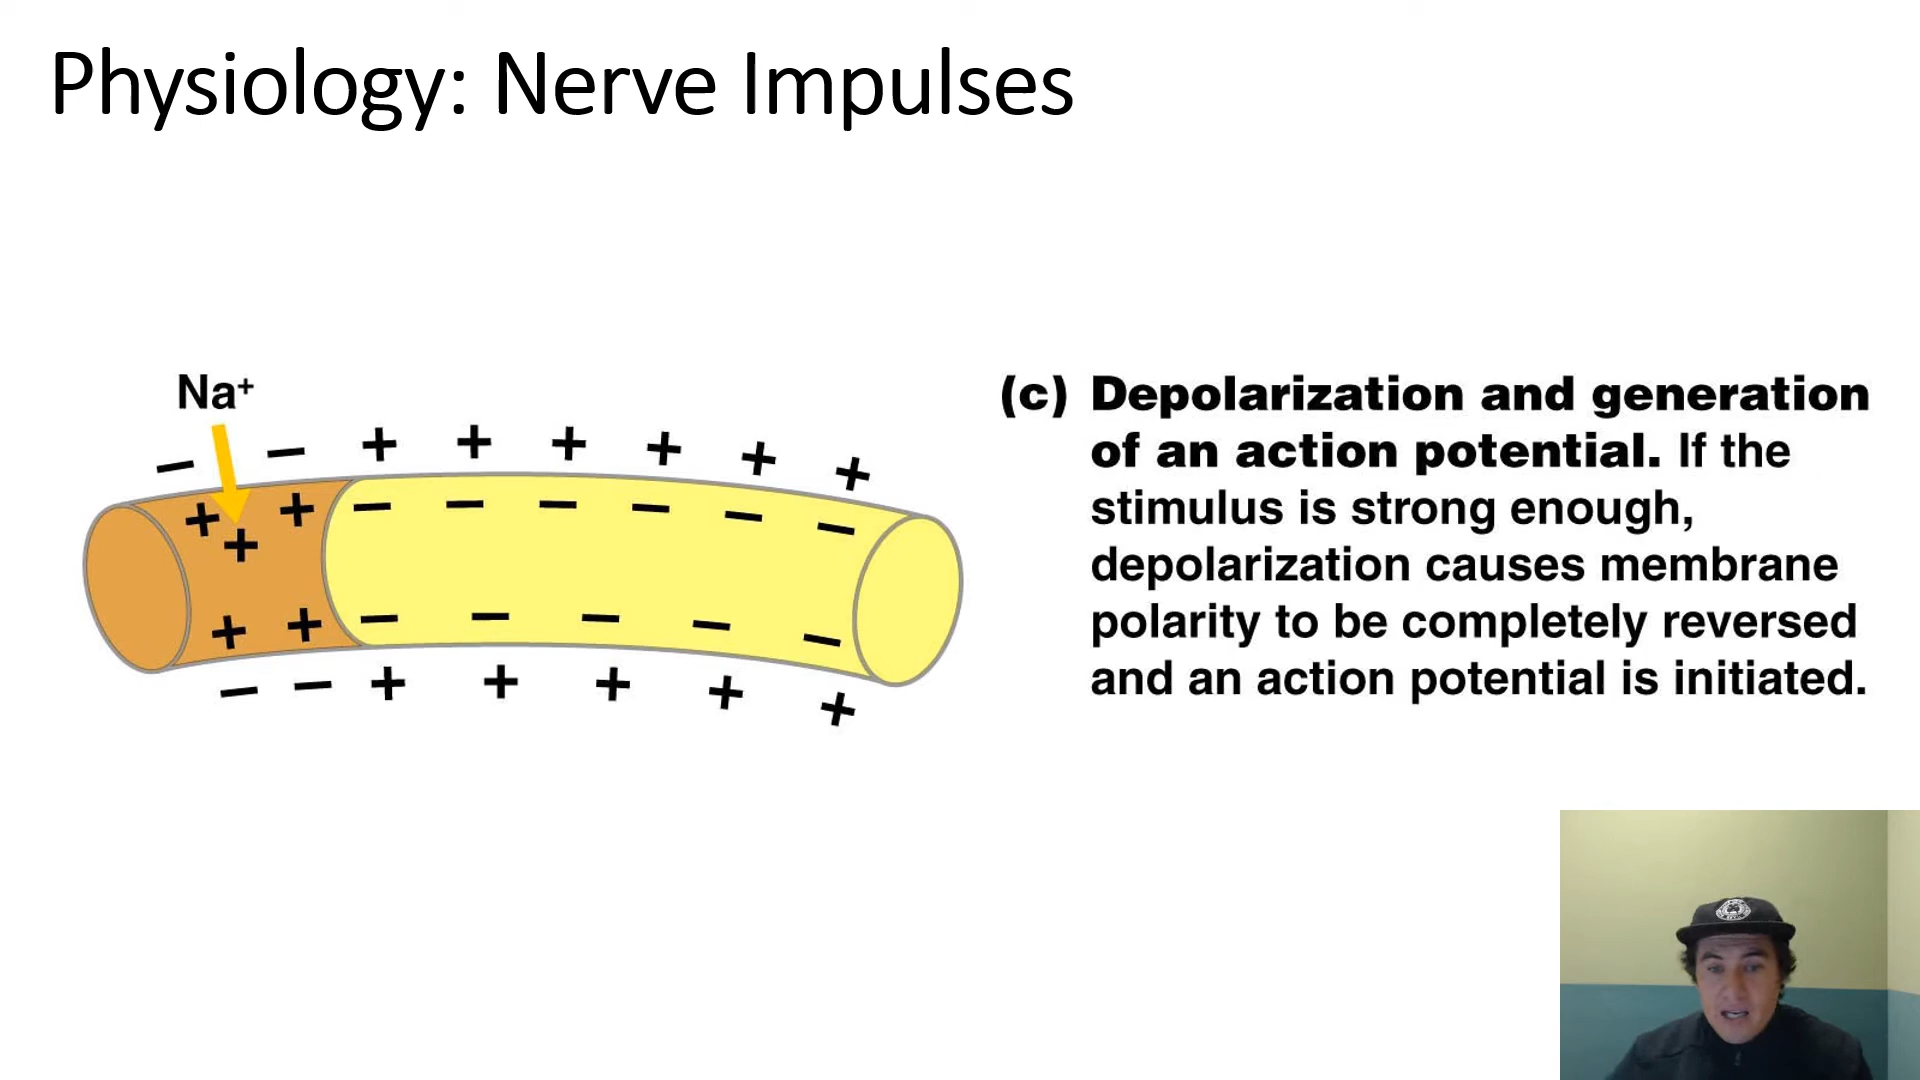 Physiology: Nerve Impulses
Na⁺
(c) Depolarization and generation
of an action potential. If the
stimulus is strong enough,
depolarization causes membrane
polarity to be completely reversed
and an action potential is initiated.